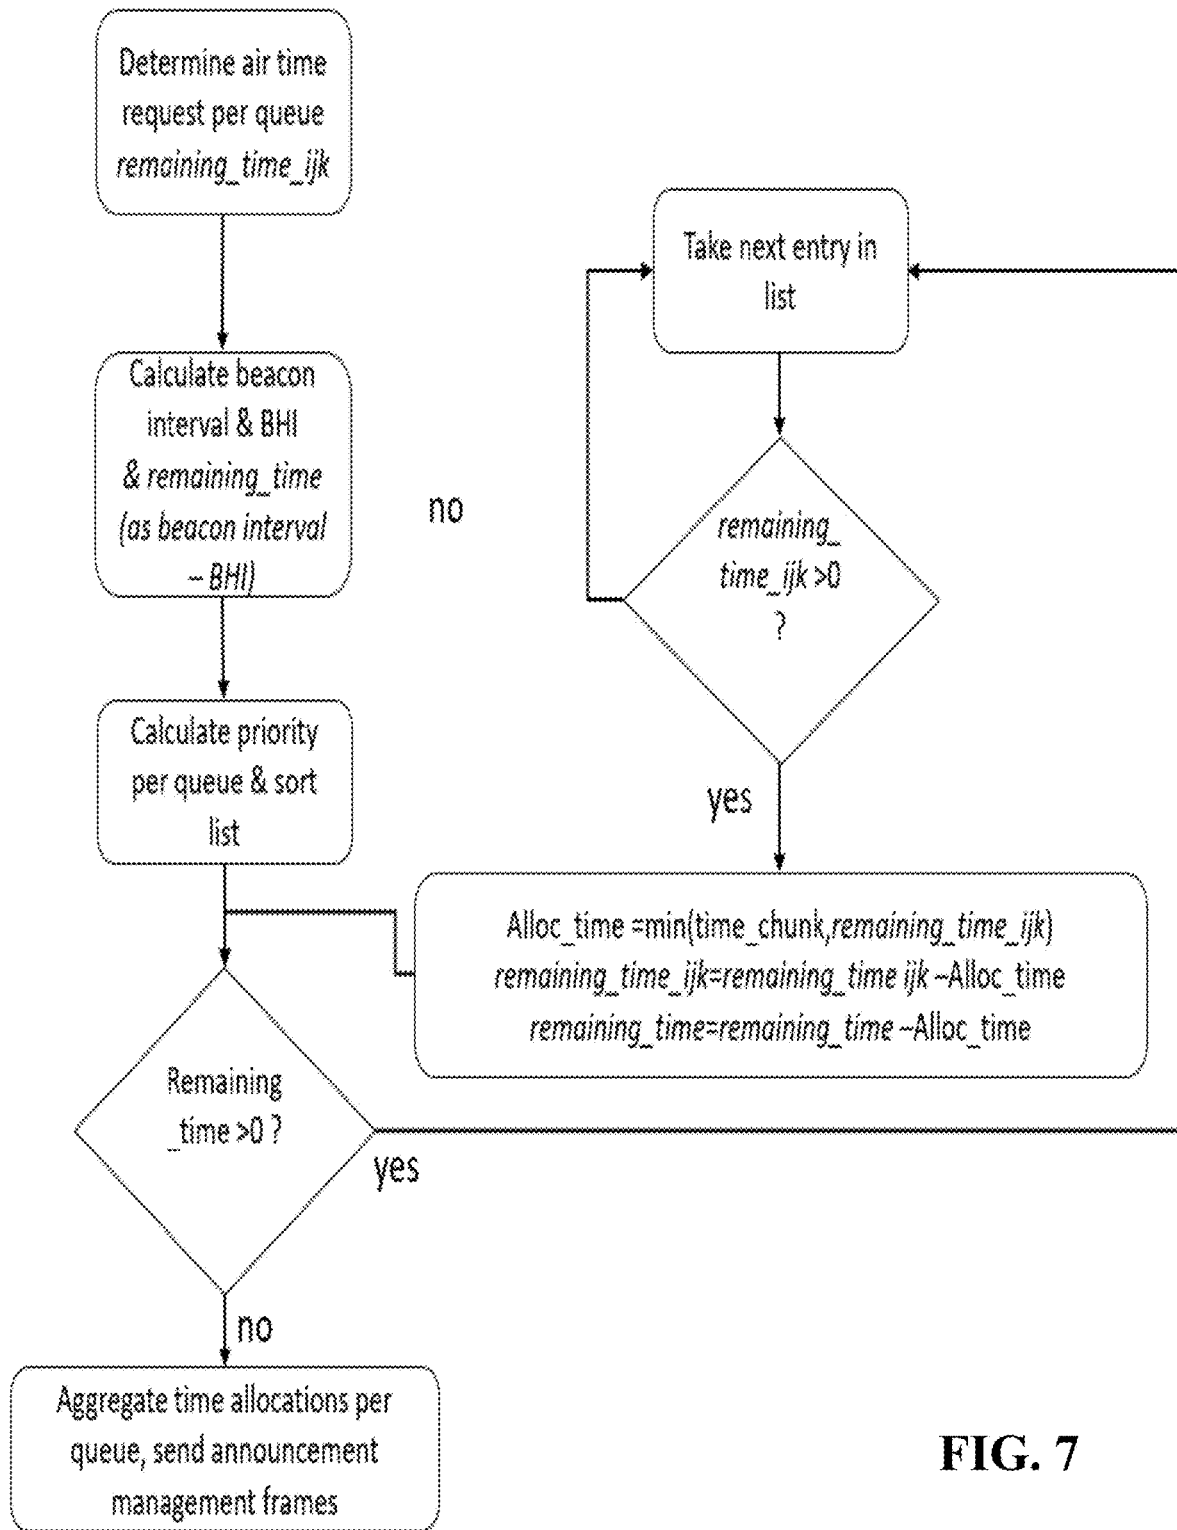 Determine air time
request per queue
remaining_time_ijk
Calculate beacon
interval & BHI
& remaining_time
(as beacon interval
– BHI)
Calculate priority
per queue & sort
list
Remaining
_time >0 ?
yes
no
Aggregate time allocations per
queue, send announcement
management frames
Take next entry in
list
remaining_
time_ijk >0
?
no
yes
Alloc_time =min(time_chunk,remaining_time_ijk)
remaining_time_ijk=remaining_time ijk –Alloc_time
remaining_time=remaining_time –Alloc_time
FIG. 7